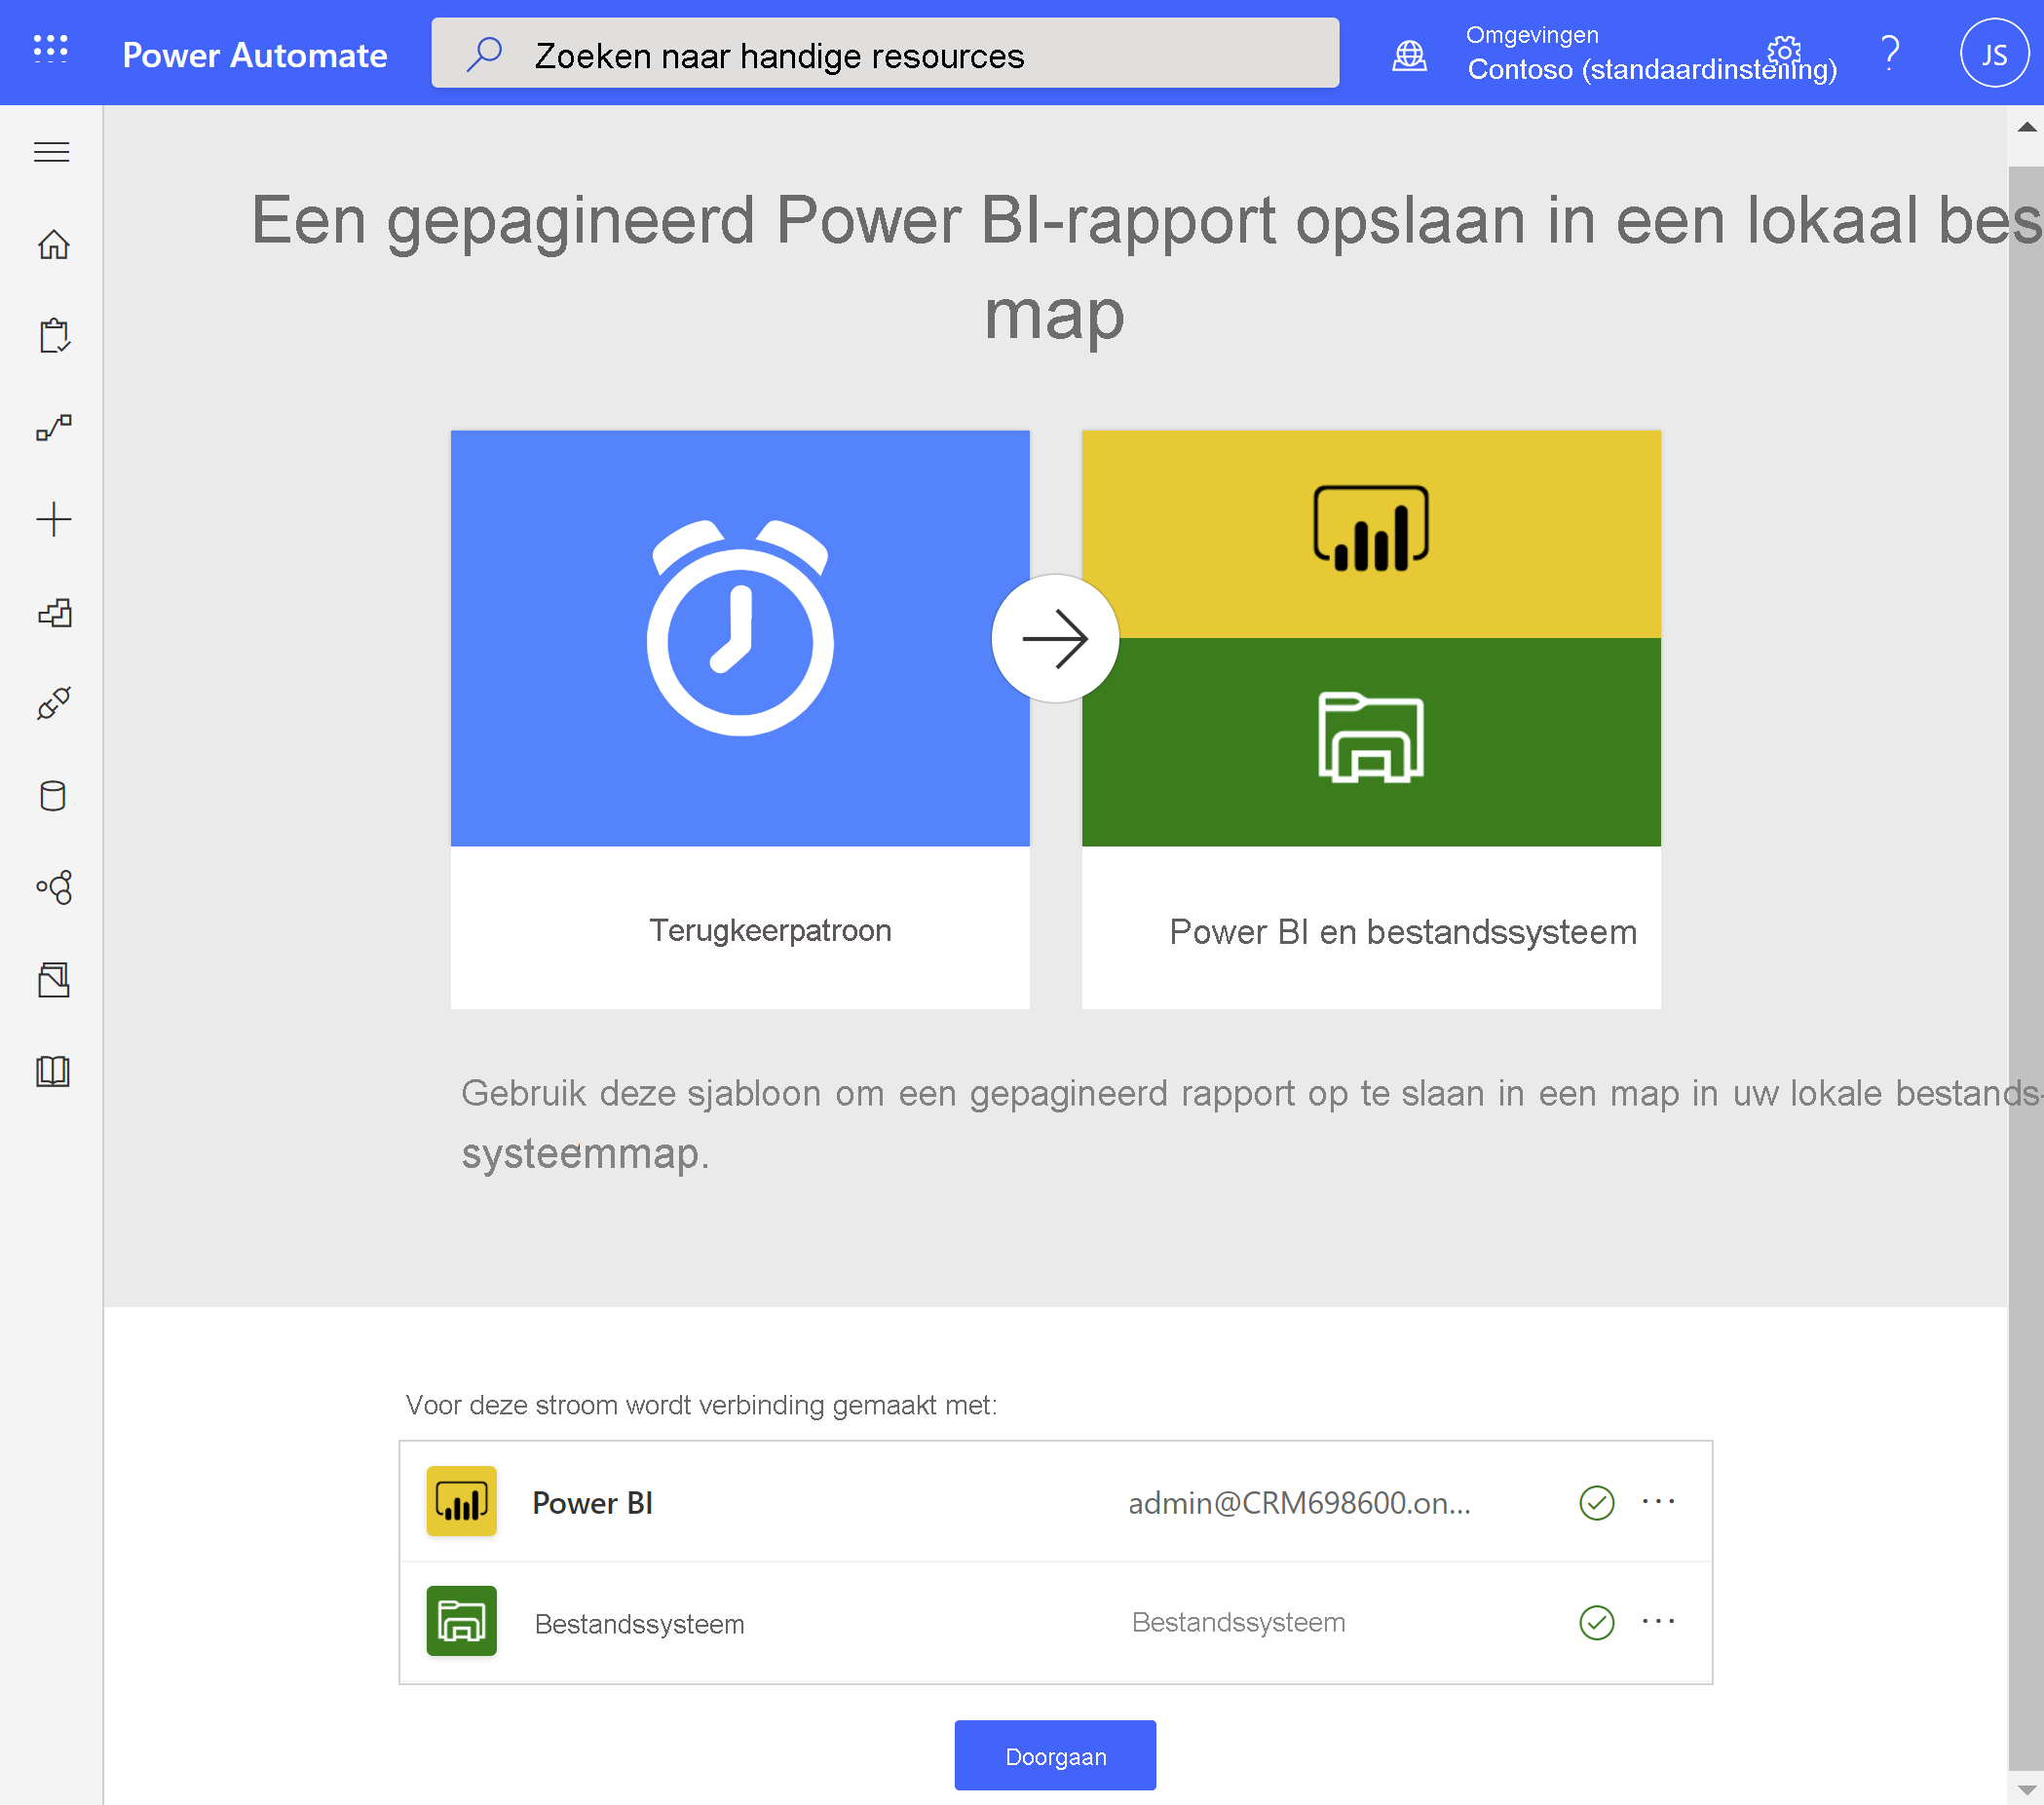 Power Automate
Zoeken naar handige resources
Omgevingen
Contoso (standaardinstening)
?
JS
Een gepagineerd Power BI-rapport opslaan in een lokaal bes
map
Terugkeerpatroon
Power BI en bestandssysteem
Gebruik deze sjabloon om een gepagineerd rapport op te slaan in een map in uw lokale bestands-
systeemmap.
Voor deze stroom wordt verbinding gemaakt met:
Power BI
admin@CRM698600.on...
Bestandssysteem
Bestandssysteem
Doorgaan